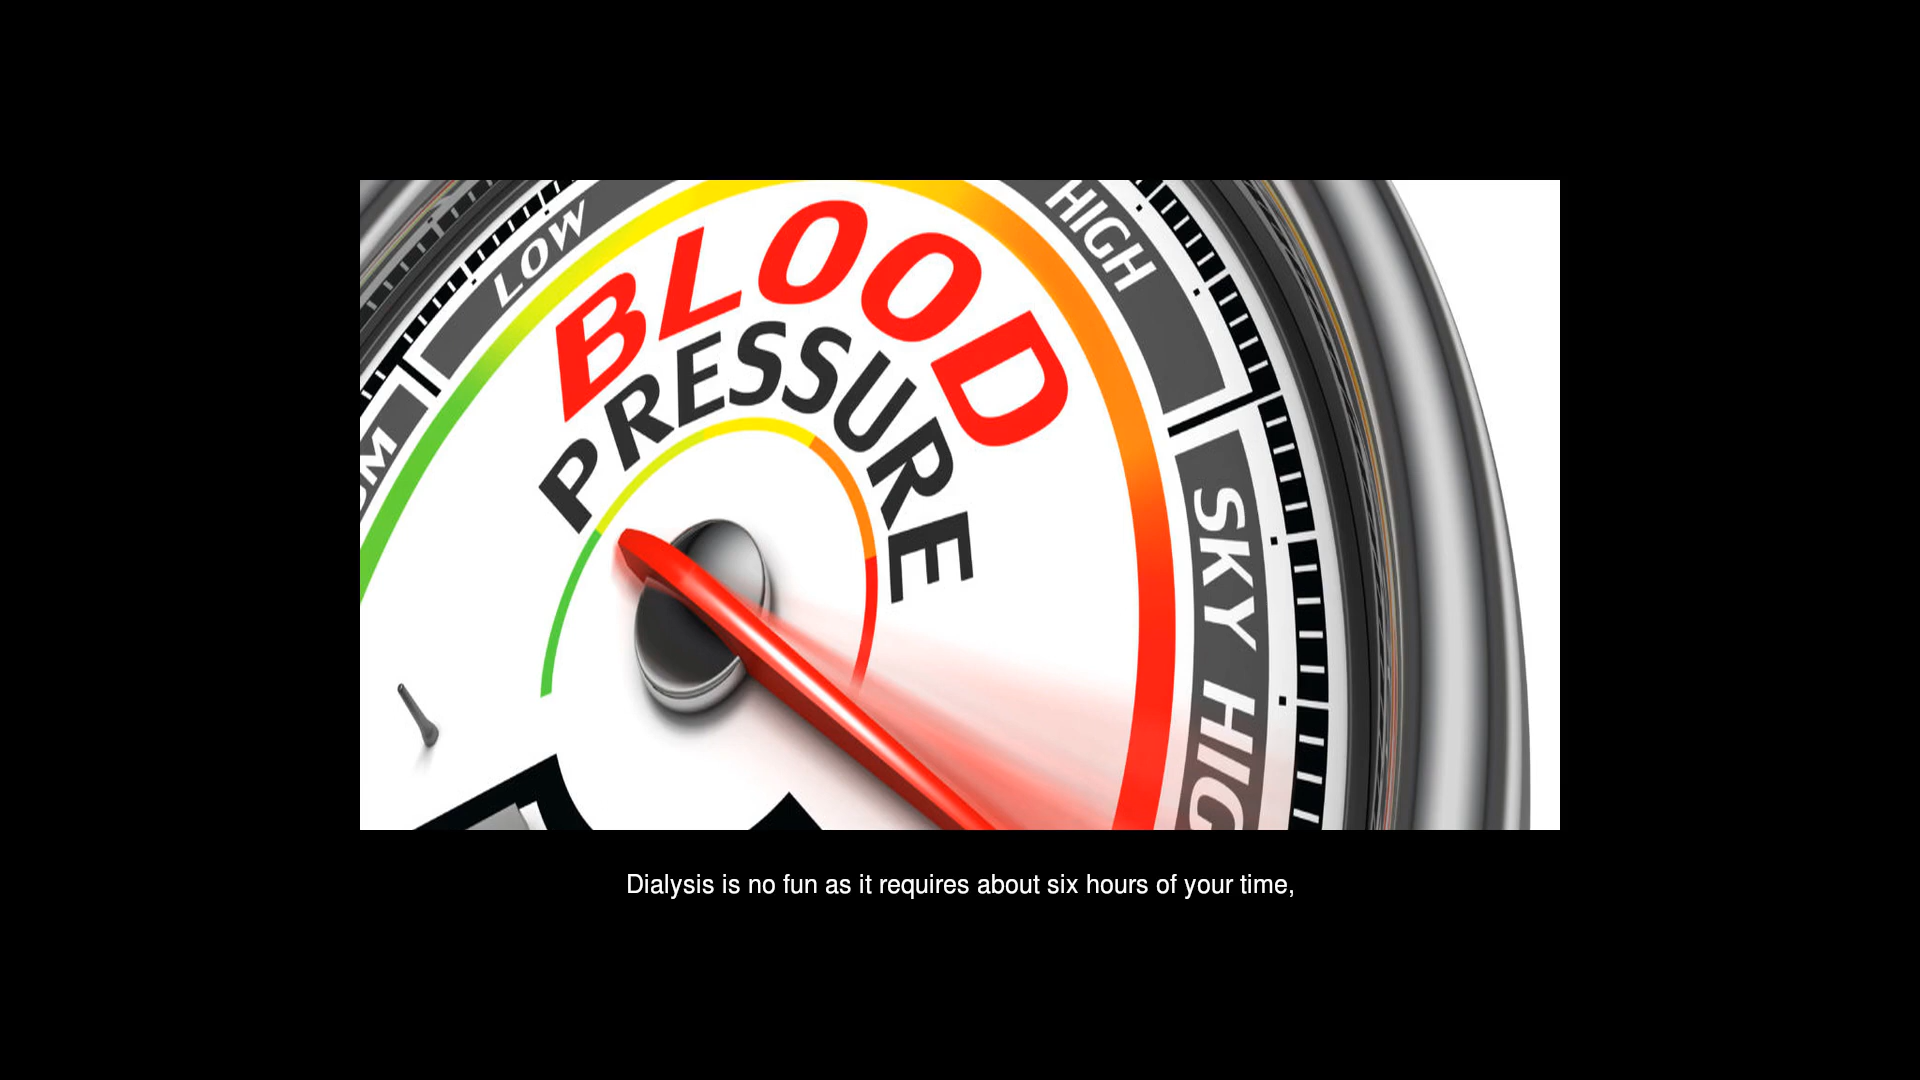 LOW
HIGH
BLOOD
PRESSURE
SKY HIG
UM
Dialysis is no fun as it requires about six hours of your time,